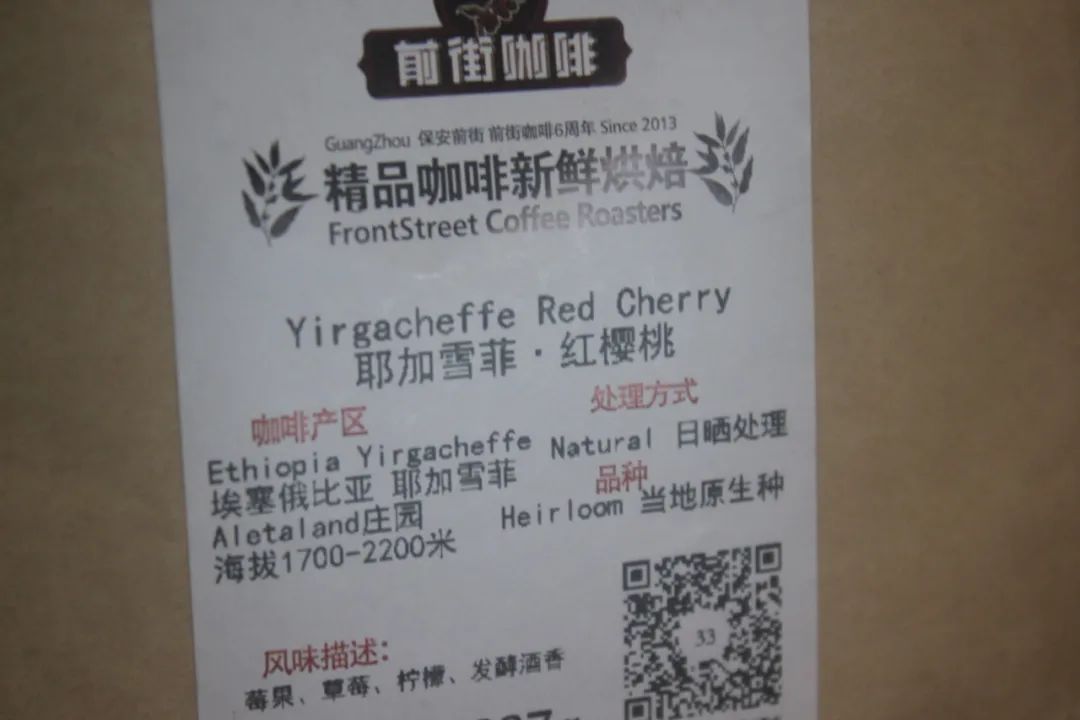 前街咖啡
GuangZhou 保安前街 前街咖啡6周年 Since 2013
精品咖啡新鲜烘焙
FrontStreet Coffee Roasters
Yirgacheffe Red Cherry
耶加雪菲·红樱桃
咖啡产区
Ethiopia Yirgacheffe
埃塞俄比亚 耶加雪菲
Aletaland庄园
海拔1700-2200米
处理方式
Natural 日晒处理
品种
Heirloom 当地原生种
33
风味描述：
莓果、草莓、柠檬、发酵酒香